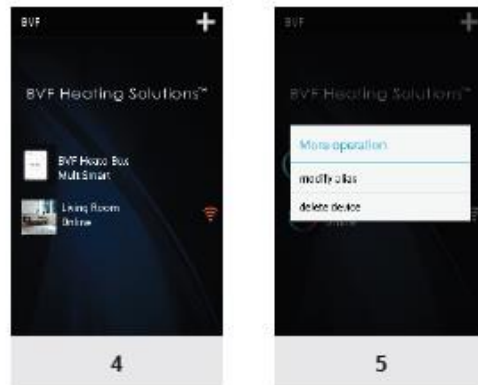 BVF
BVF Heating Solutions™
BVF Heato Box
Multi Smart
Living Room
Online
4
BVF
BVF Heating Solutions™
More operation
modify alias
delete device
Online
5